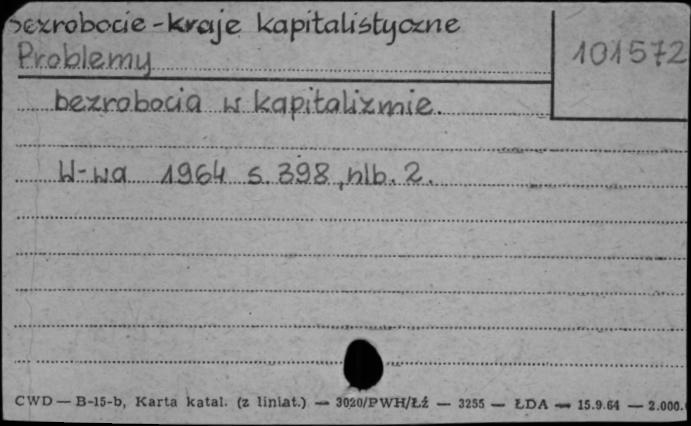 bezrobocie - kraje kapitalistyczne
Problemy
101572
bezrobocia w kapitalizmie.
W-wa 1964 s. 398, nlb. 2.
CWD — B-15-b, Karta katal. (z liniat.) — 3020/PWH/Łź — 3255 — ŁDA — 15.9.64 — 2.000.